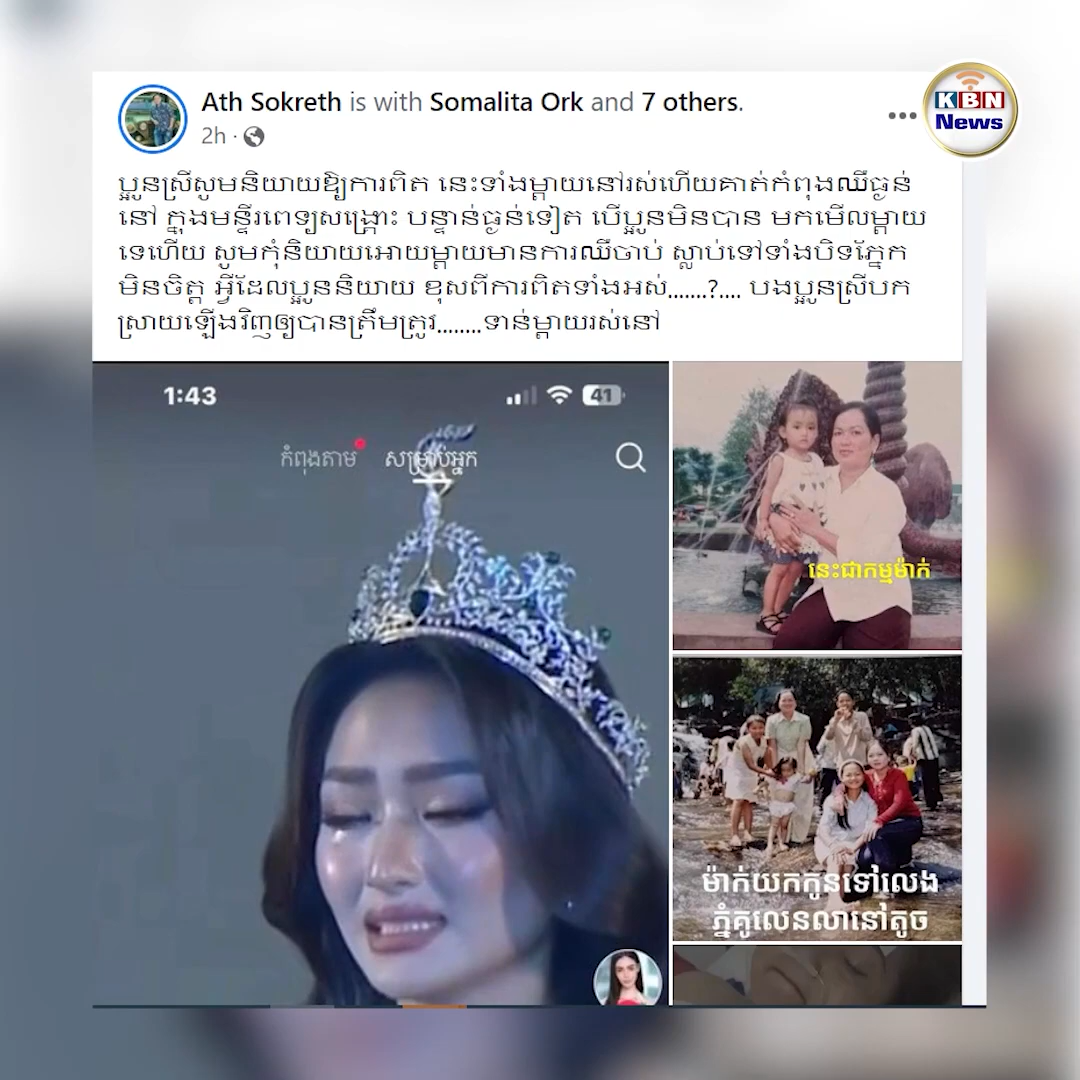 Ath Sokreth is with Somalita Ork and 7 others.
2h
KBN
News
ប្អូនស្រីសូមនិយាយឱ្យការពិត នេះទាំងម្ដាយនៅរស់ហើយគាត់កំពុងឈឺធ្ងន់
នៅ ក្នុងមន្ទីរពេទ្យសង្គ្រោះ បន្ទាន់ធ្ងន់ទៀត បើប្អូនមិនបាន មកមើលម្ដាយ
ទេហើយ សូមកុំនិយាយអោយម្ដាយមានការឈឺចាប់ ស្លាប់ទៅទាំងបិទភ្នែក
មិនចិត្ត អ្វីដែលប្អូននិយាយ ខុសពីការពិតទាំងអស់.......?.... បងប្អូនស្រីបក
ស្រាយឡើងវិញឲ្យបានត្រឹមត្រូវ........ទាន់ម្ដាយរស់នៅ
1:43
41
កំពុងតាម
សម្រាប់អ្នក
នេះជាកម្មម៉ាក់
ម៉ាក់យកកូនទៅលេង
ភ្នំគូលេនលានៅតូច